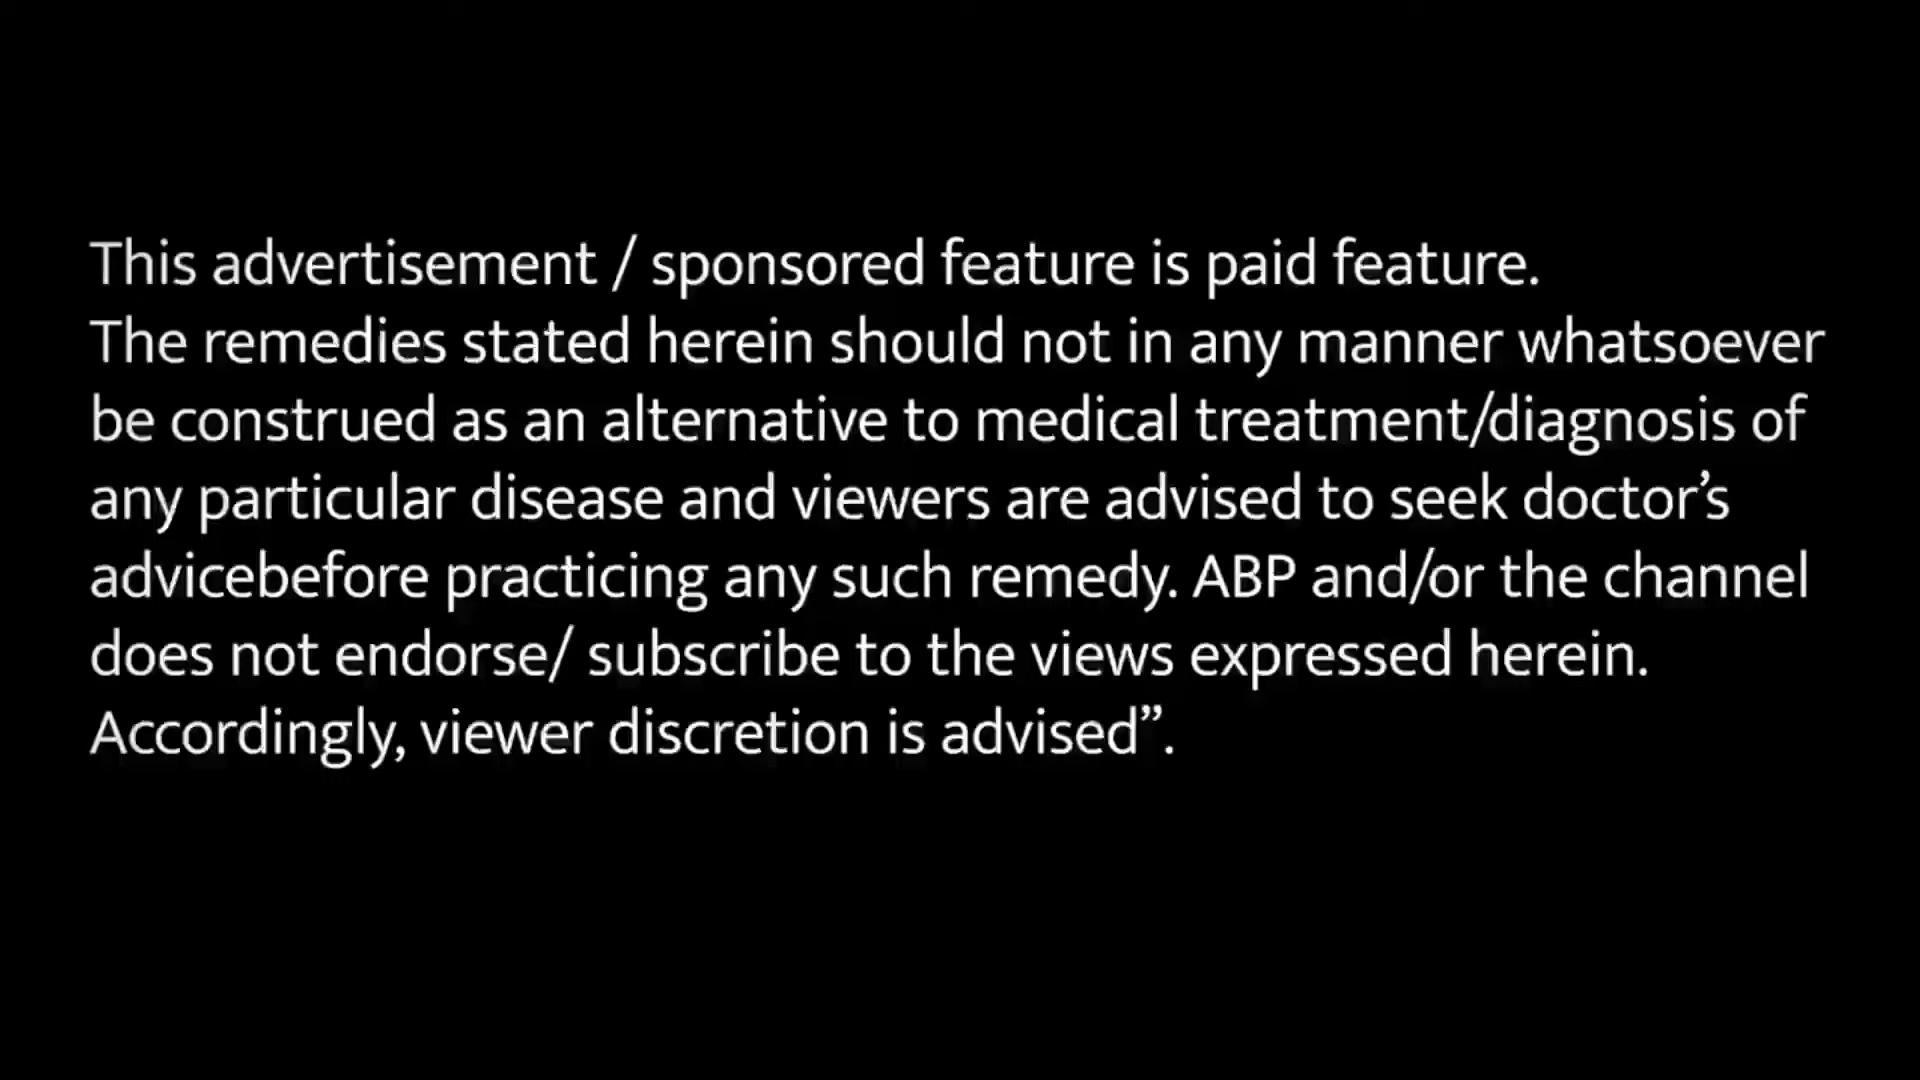 This advertisement / sponsored feature is paid feature.
The remedies stated herein should not in any manner whatsoever
be construed as an alternative to medical treatment/diagnosis of
any particular disease and viewers are advised to seek doctor’s
advicebefore practicing any such remedy. ABP and/or the channel
does not endorse/ subscribe to the views expressed herein.
Accordingly, viewer discretion is advised”.